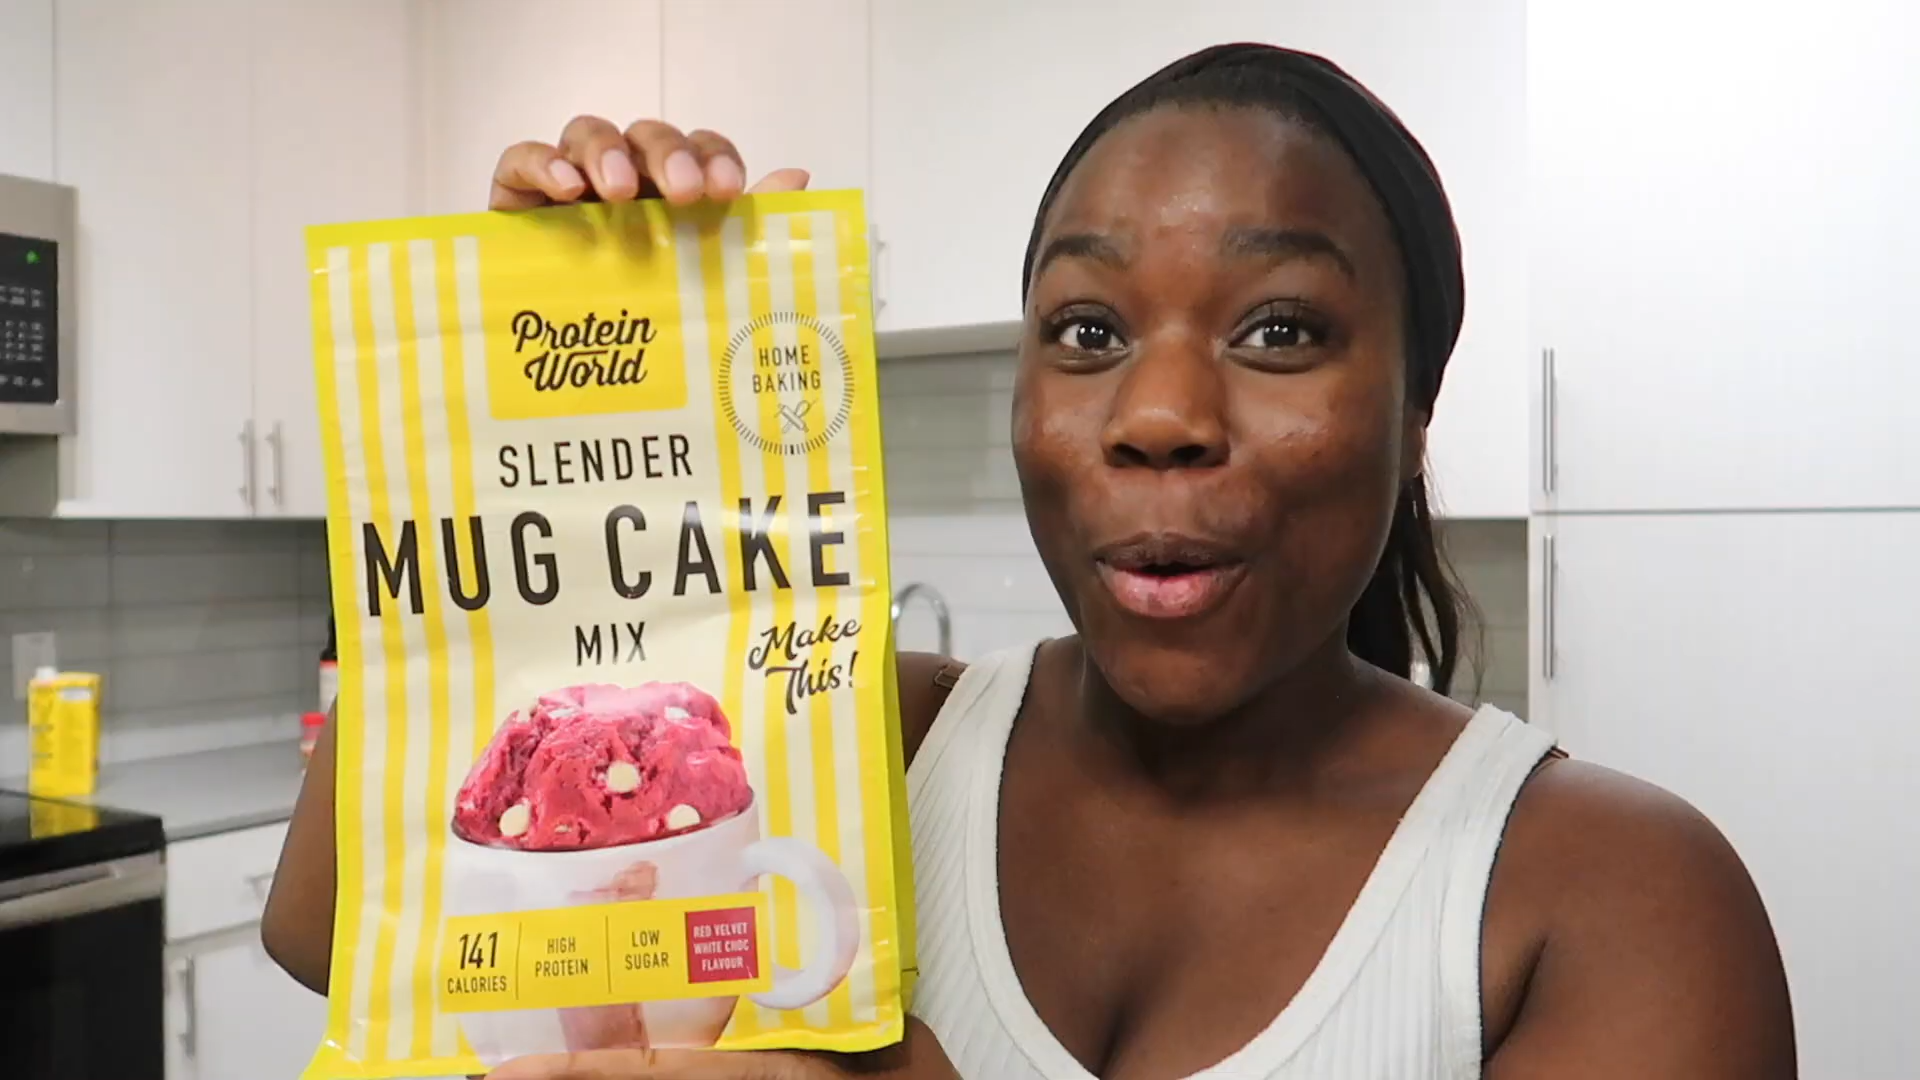 Protein
World
HOME
BAKING
SLENDER
MUG CAKE
MIX
Make
This!
141
CALORIES
HIGH
PROTEIN
LOW
SUGAR
RED VELVET
WHITE CHOC
FLAVOUR